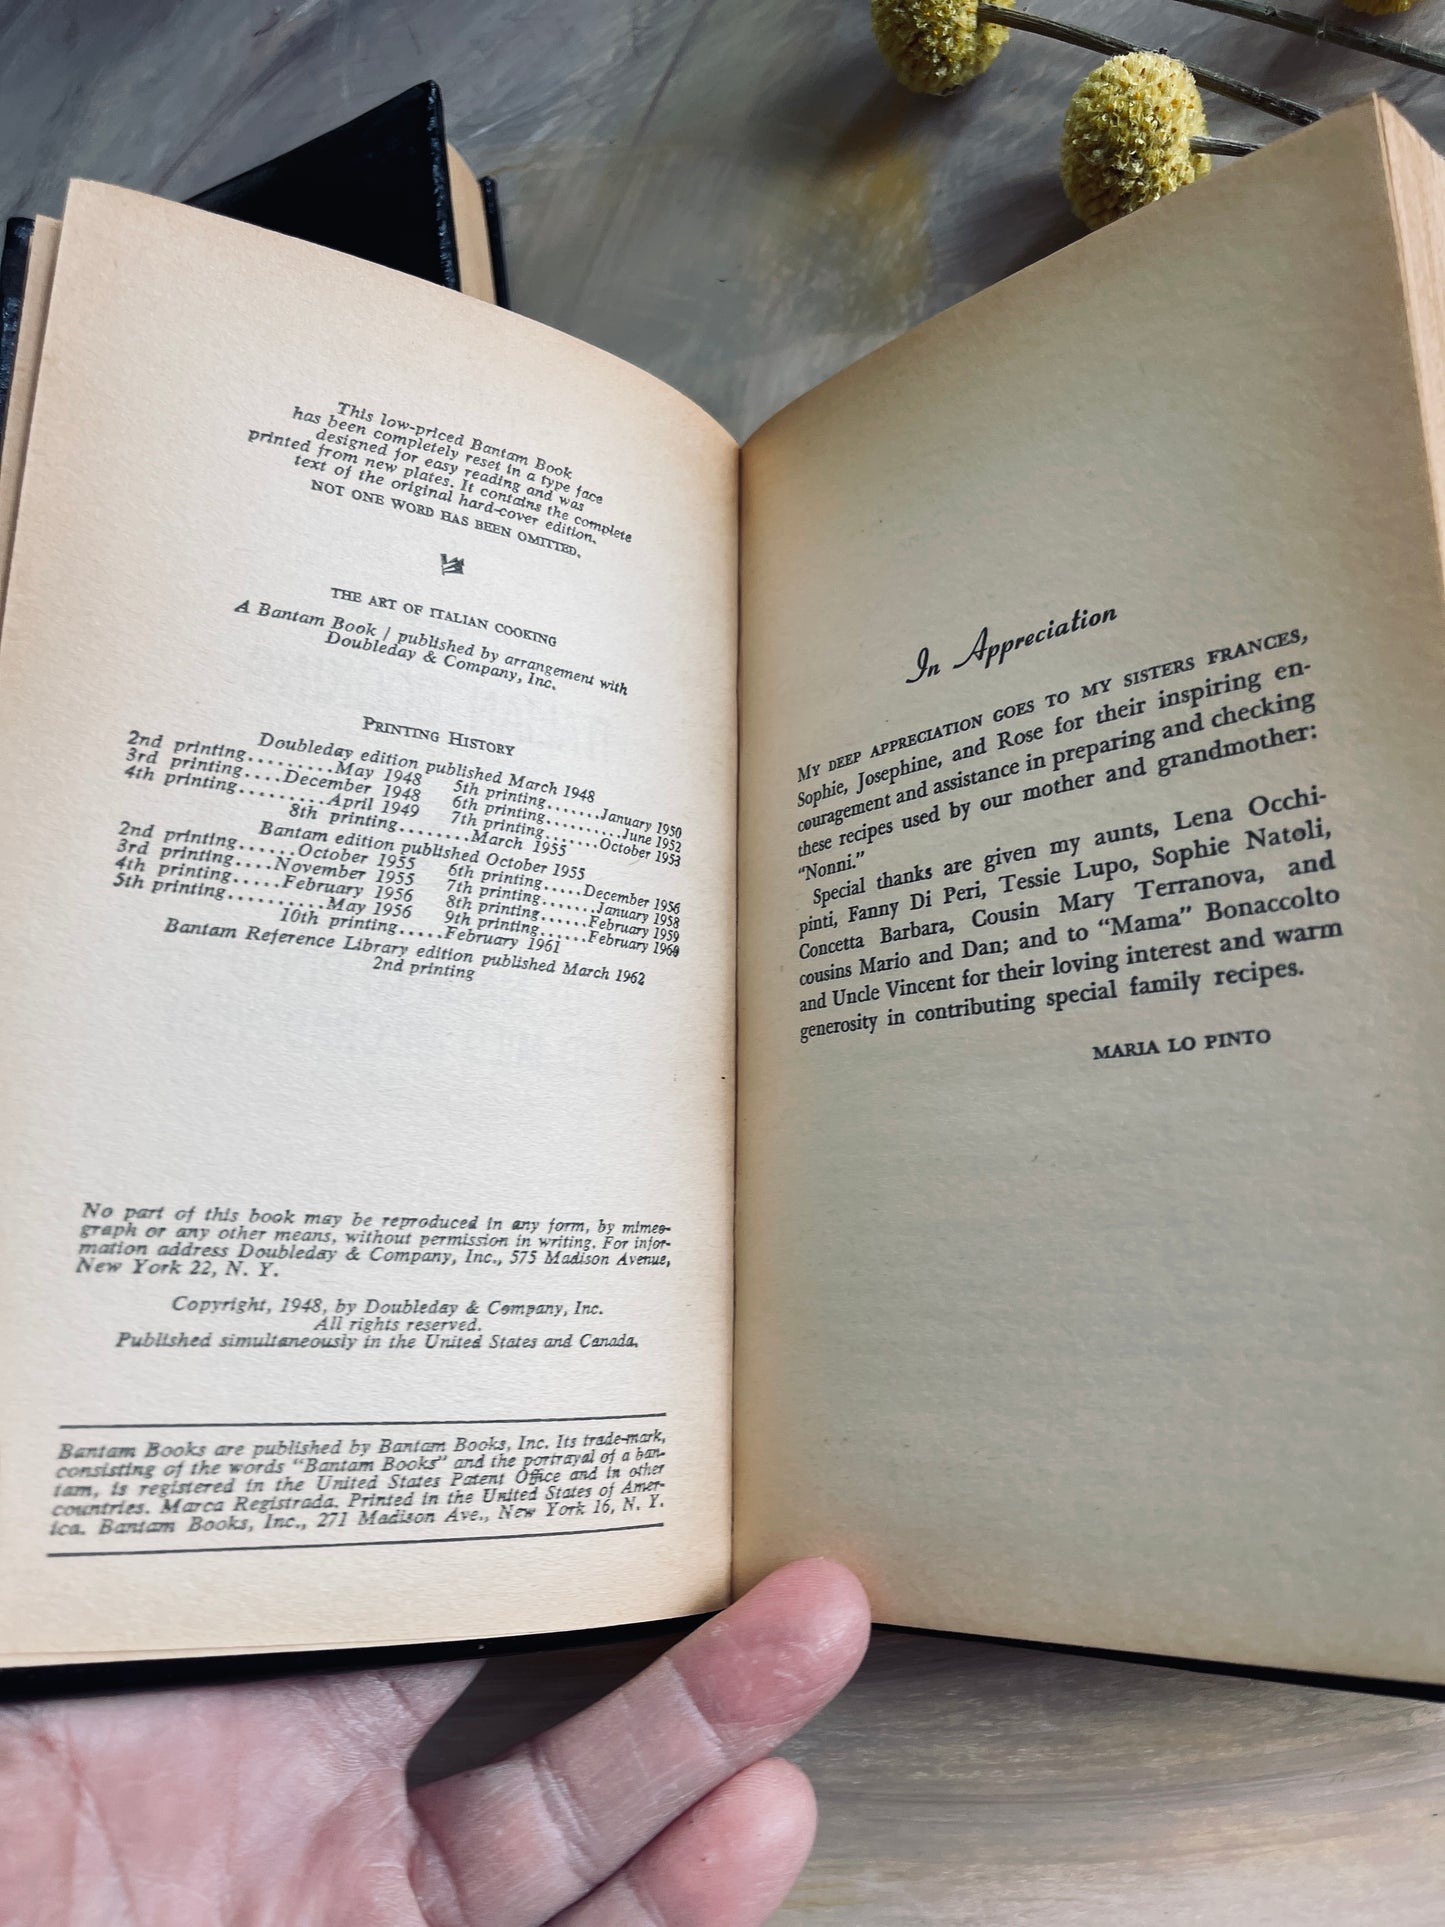 This low-priced Bantam Book
has been completely reset in a type face
designed for easy reading and was
printed from new plates. It contains the complete
text of the original hard-cover edition.
NOT ONE WORD HAS BEEN OMITTED.
THE ART OF ITALIAN COOKING
A Bantam Book / published by arrangement with
Doubleday & Company, Inc.
PRINTING HISTORY
Doubleday edition published March 1948
2nd printing.........May 1948 5th printing.......January 1950
3rd printing....December 1948 6th printing..........June 1952
4th printing..........April 1949 7th printing........October 1953
8th printing........March 1955
Bantam edition published October 1955
2nd printing......October 1955 6th printing.....December 1956
3rd printing....November 1955 7th printing.......January 1958
4th printing.....February 1956 8th printing......February 1959
5th printing..........May 1956 9th printing......February 1960
10th printing.....February 1961
Bantam Reference Library edition published March 1962
2nd printing
No part of this book may be reproduced in any form, by mimeo-
graph or any other means, without permission in writing. For infor-
mation address Doubleday & Company, Inc., 575 Madison Avenue,
New York 22, N. Y.
Copyright, 1948, by Doubleday & Company, Inc.
All rights reserved.
Published simultaneously in the United States and Canada.
Bantam Books are published by Bantam Books, Inc. Its trade-mark,
consisting of the words "Bantam Books" and the portrayal of a ban-
tam, is registered in the United States Patent Office and in other
countries. Marca Registrada. Printed in the United States of Amer-
ica. Bantam Books, Inc., 271 Madison Ave., New York 16, N. Y.
In Appreciation
MY DEEP APPRECIATION GOES TO MY SISTERS FRANCES,
Sophie, Josephine, and Rose for their inspiring en-
couragement and assistance in preparing and checking
these recipes used by our mother and grandmother:
"Nonni."
Special thanks are given my aunts, Lena Occhi-
pinti, Fanny Di Peri, Tessie Lupo, Sophie Natoli,
Concetta Barbara, Cousin Mary Terranova, and
cousins Mario and Dan; and to "Mama" Bonaccolto
and Uncle Vincent for their loving interest and warm
generosity in contributing special family recipes.
MARIA LO PINTO